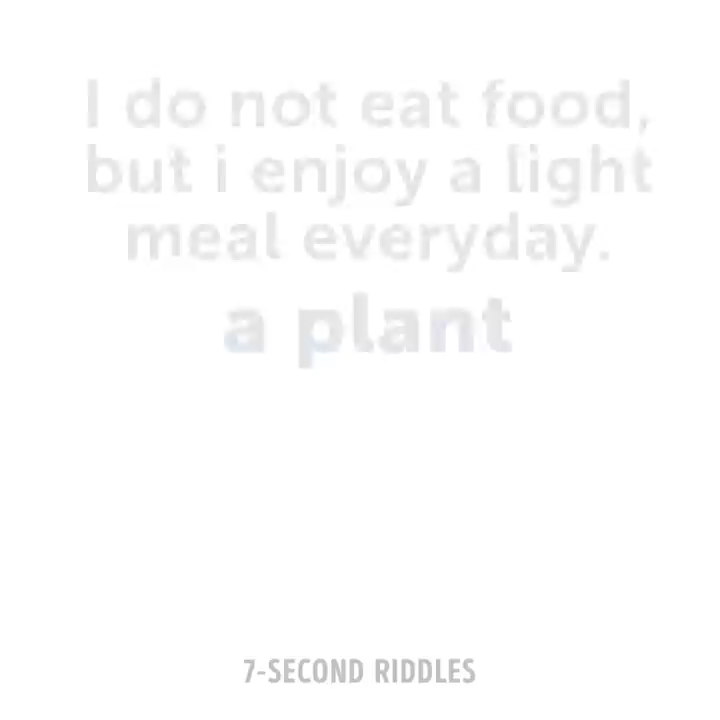 I do not eat food,
but i enjoy a light
meal everyday.
a plant
7-SECOND RIDDLES